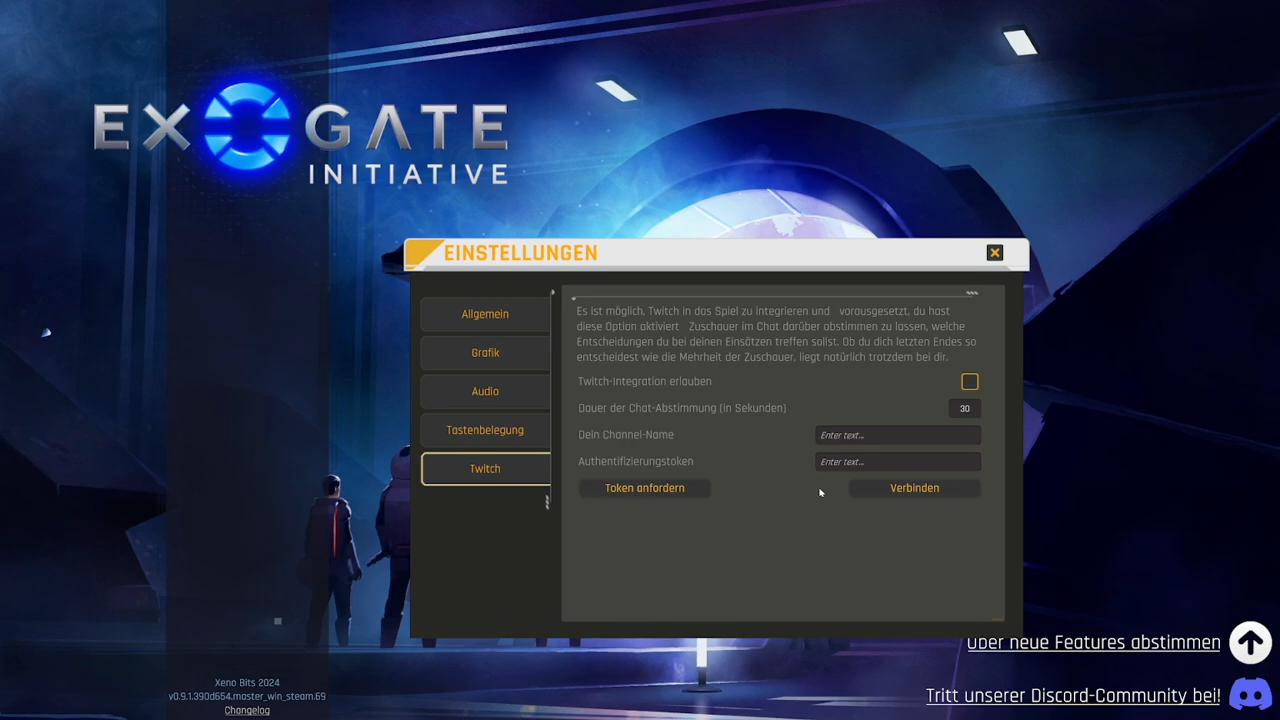 EXOGATE
INITIATIVE
EINSTELLUNGEN
Allgemein
Grafik
Audio
Tastenbelegung
Twitch
Es ist möglich, Twitch in das Spiel zu integrieren und vorausgesetzt, du hast
diese Option aktiviert Zuschauer im Chat darüber abstimmen zu lassen, welche
Entscheidungen du bei deinen Einsätzen treffen sollst. Ob du dich letzten Endes so
entscheidest wie die Mehrheit der Zuschauer, liegt natürlich trotzdem bei dir.
Twitch-Integration erlauben
Dauer der Chat-Abstimmung (in Sekunden) 30
Dein Channel-Name Enter text...
Authentifizierungstoken Enter text...
Token anfordern Verbinden
Über neue Features abstimmen
Tritt unserer Discord-Community bei!
Xeno Bits 2024
v0.9.1.390d654.master_win_steam.69
Changelog